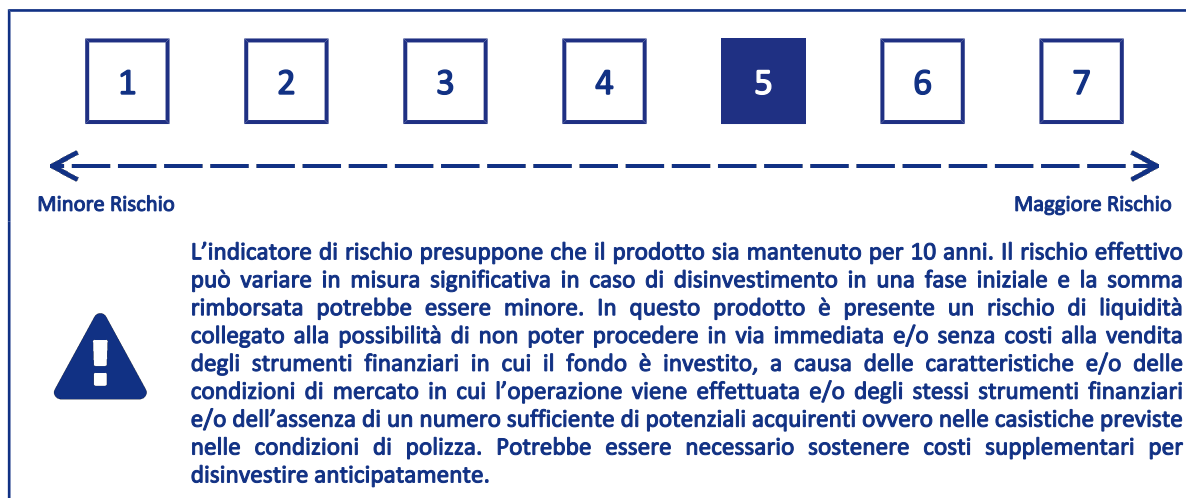 1 2 3 4 5 6 7
Minore Rischio Maggiore Rischio
L'indicatore di rischio presuppone che il prodotto sia mantenuto per 10 anni. Il rischio effettivo
può variare in misura significativa in caso di disinvestimento in una fase iniziale e la somma
rimborsata potrebbe essere minore. In questo prodotto è presente un rischio di liquidità
collegato alla possibilità di non poter procedere in via immediata e/o senza costi alla vendita
degli strumenti finanziari in cui il fondo è investito, a causa delle caratteristiche e/o delle
condizioni di mercato in cui l'operazione viene effettuata e/o degli stessi strumenti finanziari
e/o dell'assenza di un numero sufficiente di potenziali acquirenti ovvero nelle casistiche previste
nelle condizioni di polizza. Potrebbe essere necessario sostenere costi supplementari per
disinvestire anticipatamente.